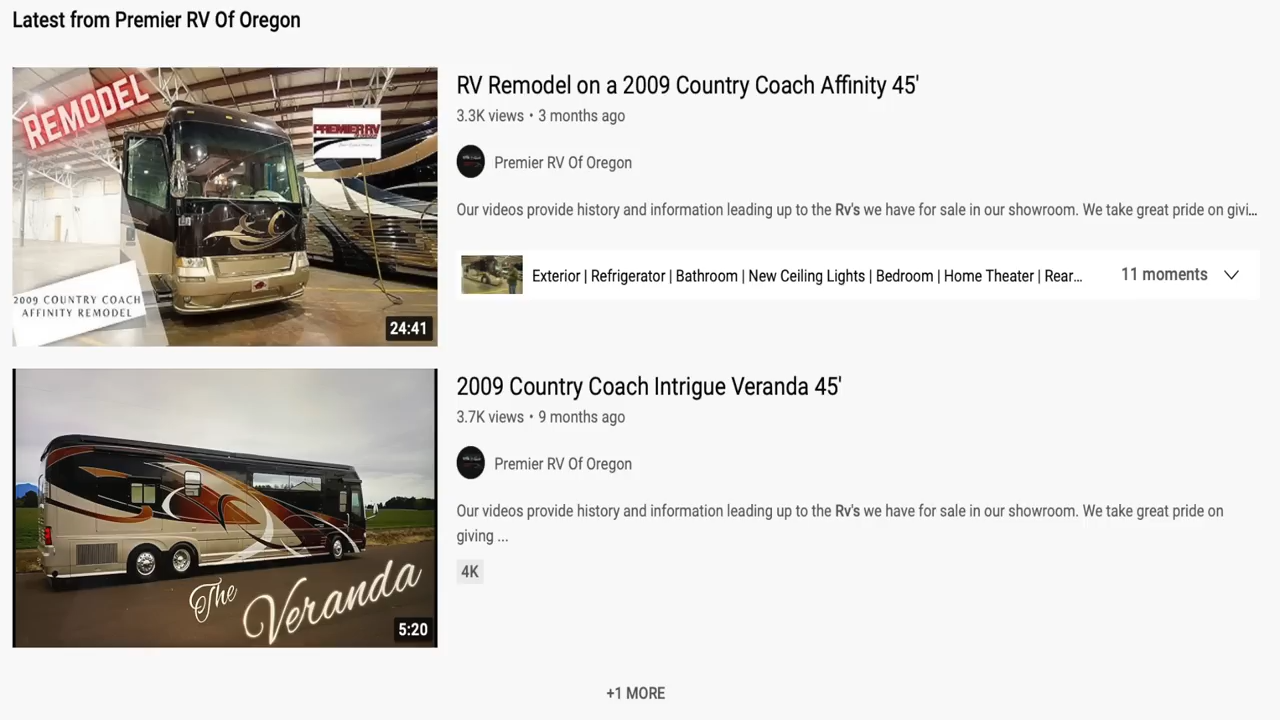 Latest from Premier RV Of Oregon
REMODEL
PREMIER RV
2009 COUNTRY COACH
AFFINITY REMODEL
24:41
RV Remodel on a 2009 Country Coach Affinity 45'
3.3K views • 3 months ago
Premier RV Of Oregon
Our videos provide history and information leading up to the Rv's we have for sale in our showroom. We take great pride on givi...
Exterior | Refrigerator | Bathroom | New Ceiling Lights | Bedroom | Home Theater | Rear...
11 moments
The
Veranda
5:20
2009 Country Coach Intrigue Veranda 45'
3.7K views • 9 months ago
Premier RV Of Oregon
Our videos provide history and information leading up to the Rv's we have for sale in our showroom. We take great pride on
giving ...
4K
+1 MORE